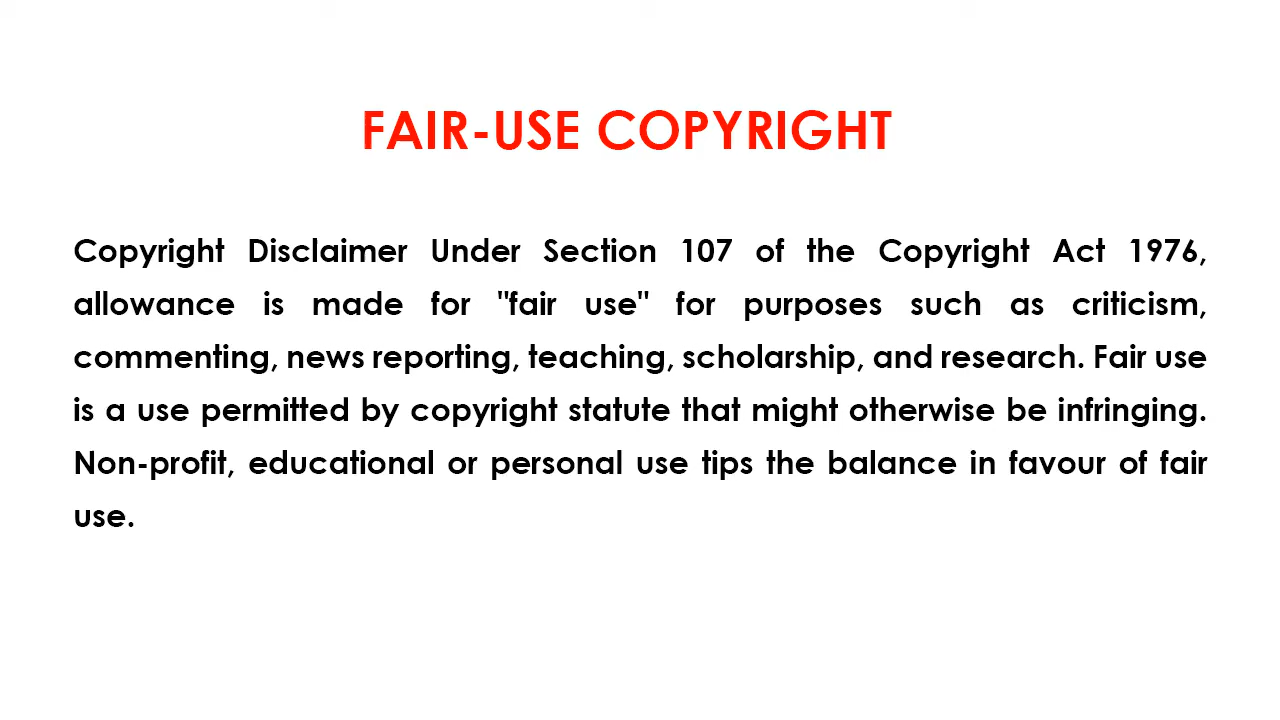 FAIR-USE COPYRIGHT
Copyright Disclaimer Under Section 107 of the Copyright Act 1976,
allowance is made for "fair use" for purposes such as criticism,
commenting, news reporting, teaching, scholarship, and research. Fair use
is a use permitted by copyright statute that might otherwise be infringing.
Non-profit, educational or personal use tips the balance in favour of fair
use.